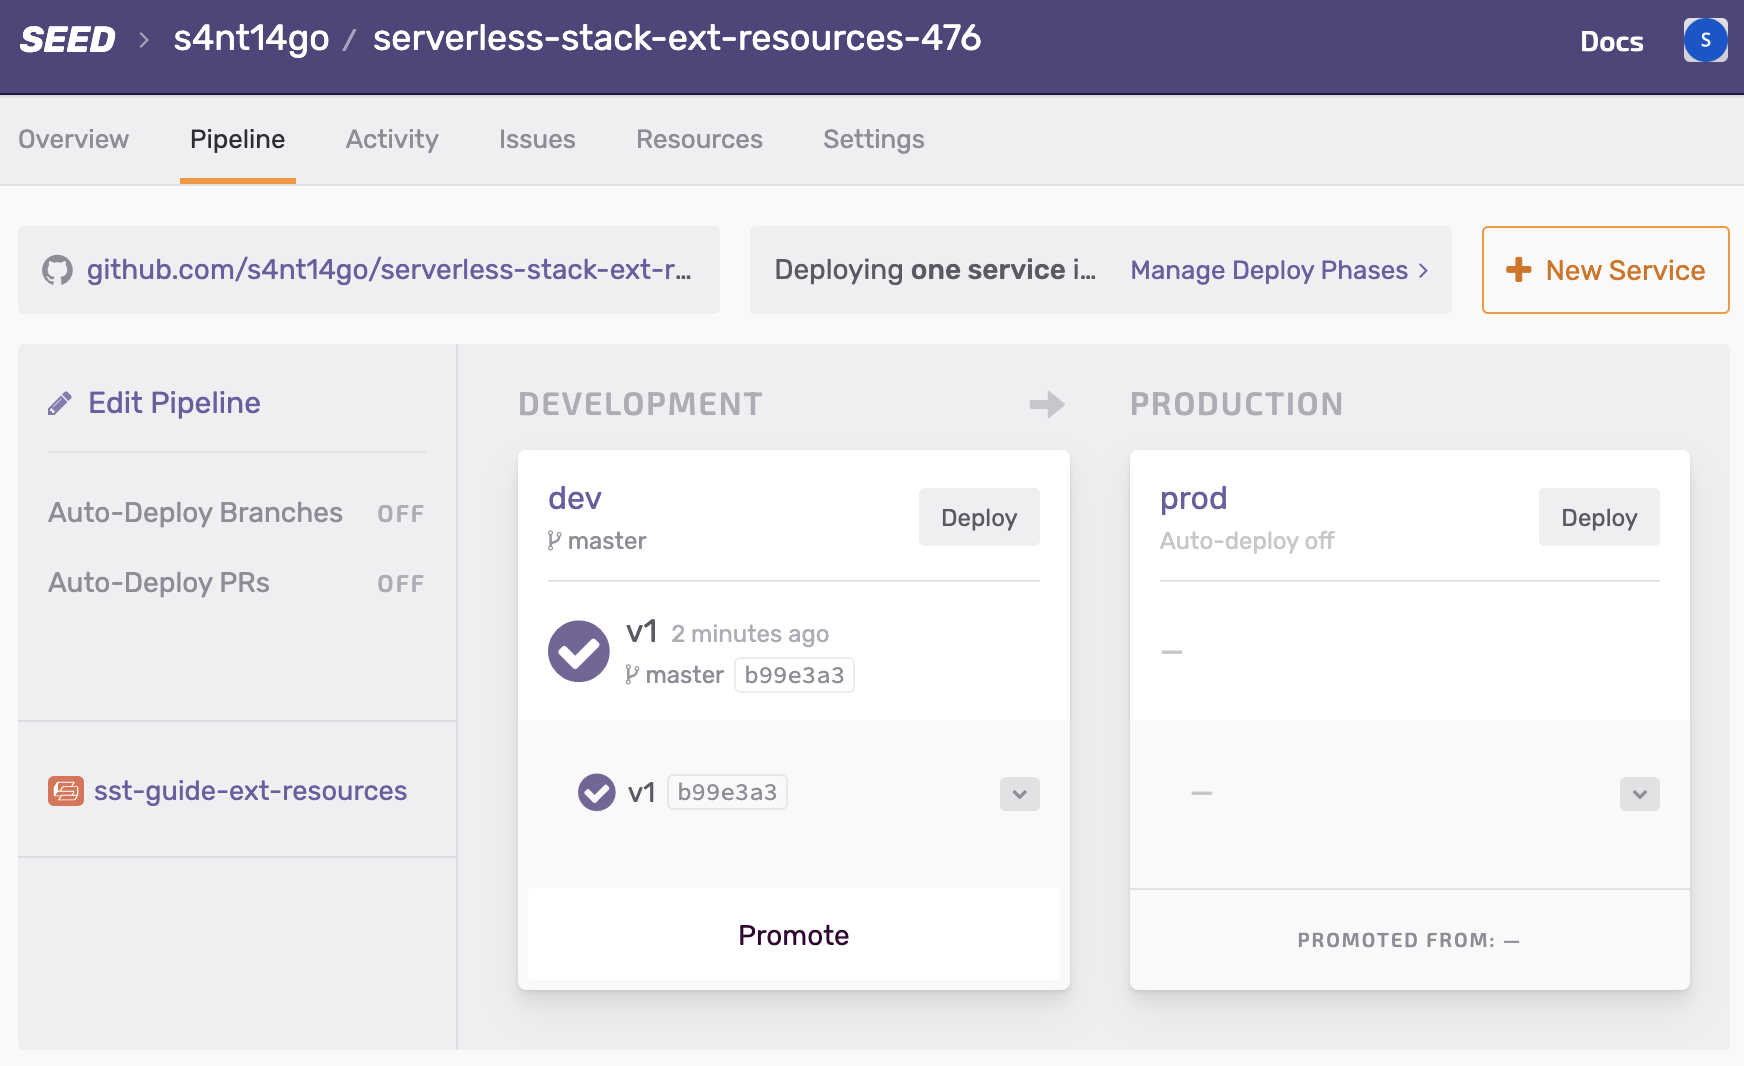 SEED > s4nt14go / serverless-stack-ext-resources-476
Docs
S
Overview
Pipeline
Activity
Issues
Resources
Settings
github.com/s4nt14go/serverless-stack-ext-r...
Deploying one service i...
Manage Deploy Phases >
+ New Service
Edit Pipeline
Auto-Deploy Branches OFF
Auto-Deploy PRs OFF
sst-guide-ext-resources
DEVELOPMENT
dev
master
Deploy
v1 2 minutes ago
master b99e3a3
v1 b99e3a3
Promote
PRODUCTION
prod
Auto-deploy off
Deploy
—
—
PROMOTED FROM: —